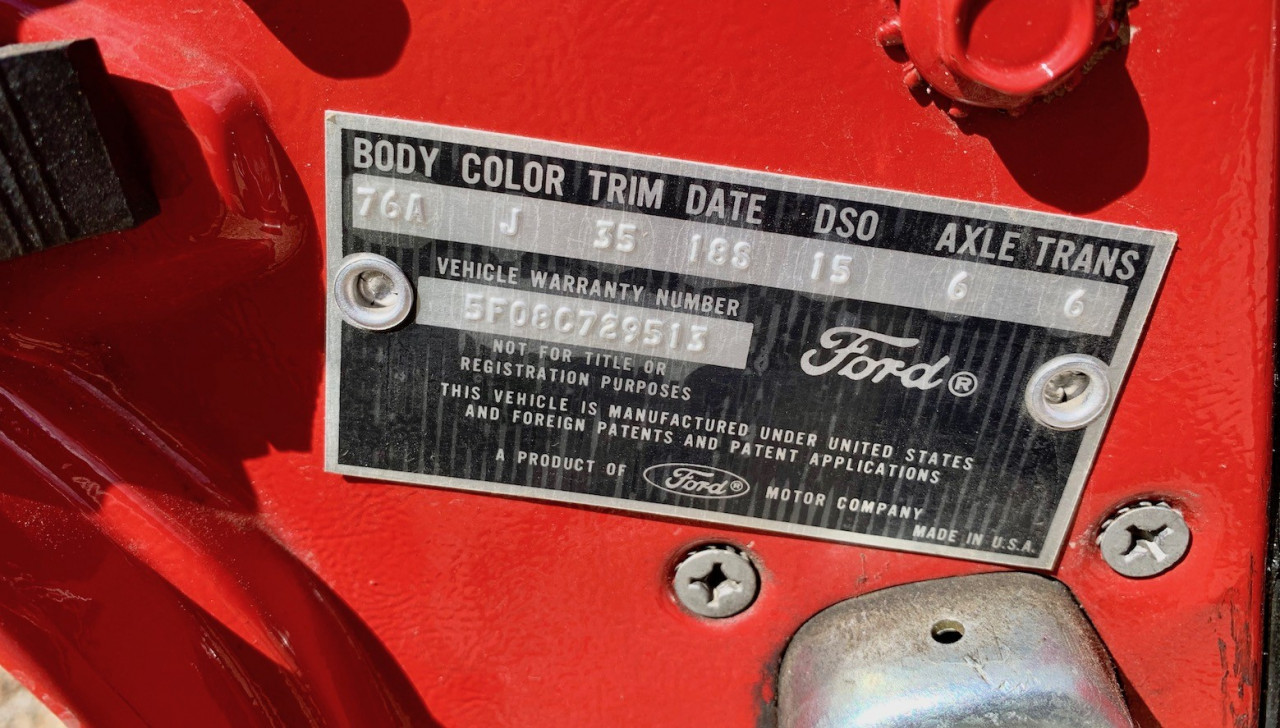 BODY COLOR TRIM DATE DSO AXLE TRANS
76A J 35 18S 15 6 6
VEHICLE WARRANTY NUMBER
5F08C729513
NOT FOR TITLE OR
REGISTRATION PURPOSES
Ford®
THIS VEHICLE IS MANUFACTURED UNDER UNITED STATES
AND FOREIGN PATENTS AND PATENT APPLICATIONS
A PRODUCT OF Ford® MOTOR COMPANY
MADE IN U.S.A.